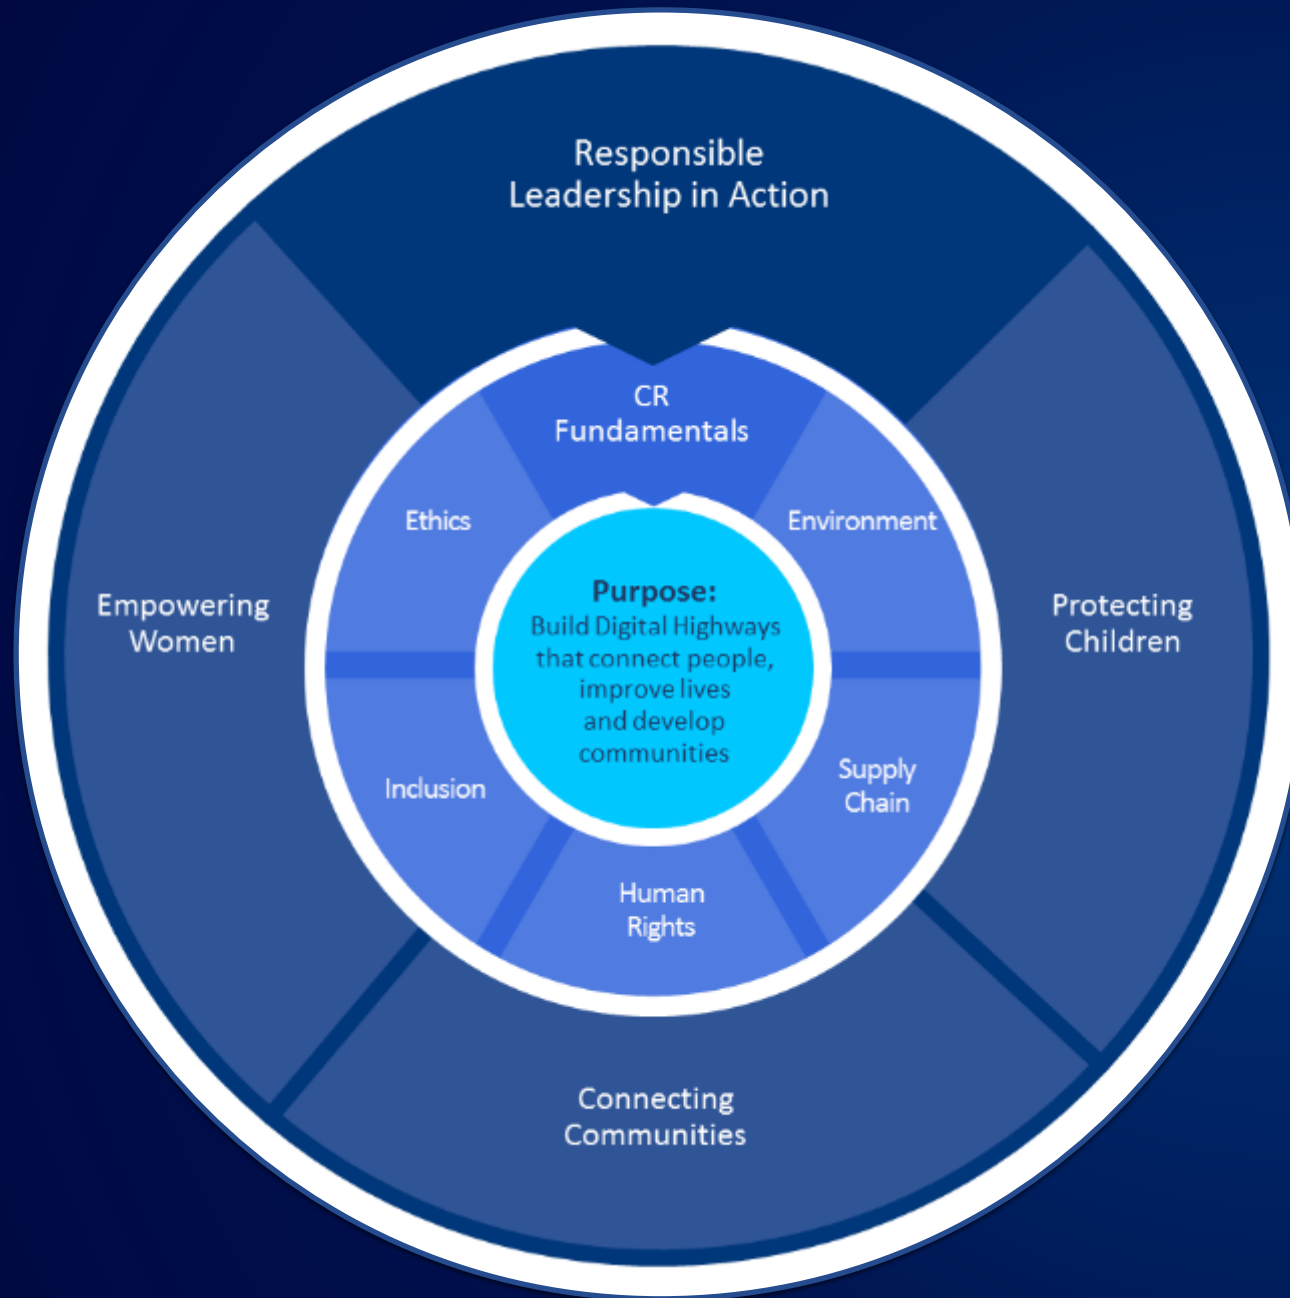 Responsible
Leadership in Action
CR
Fundamentals
Ethics
Environment
Purpose:
Build Digital Highways
that connect people,
improve lives
and develop
communities
Empowering
Women
Protecting
Children
Inclusion
Supply
Chain
Human
Rights
Connecting
Communities